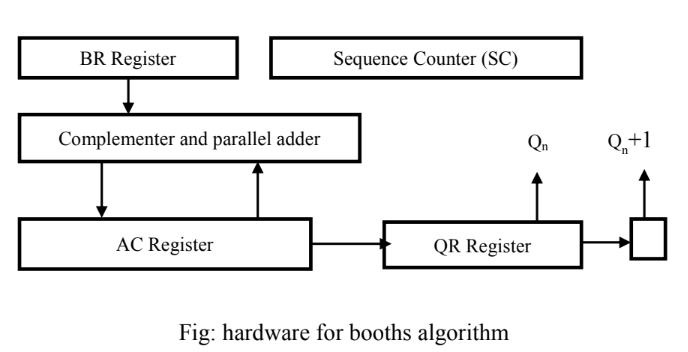 BR Register
Sequence Counter (SC)
Complementer and parallel adder
Qn
Qn+1
AC Register
QR Register
Fig: hardware for booths algorithm